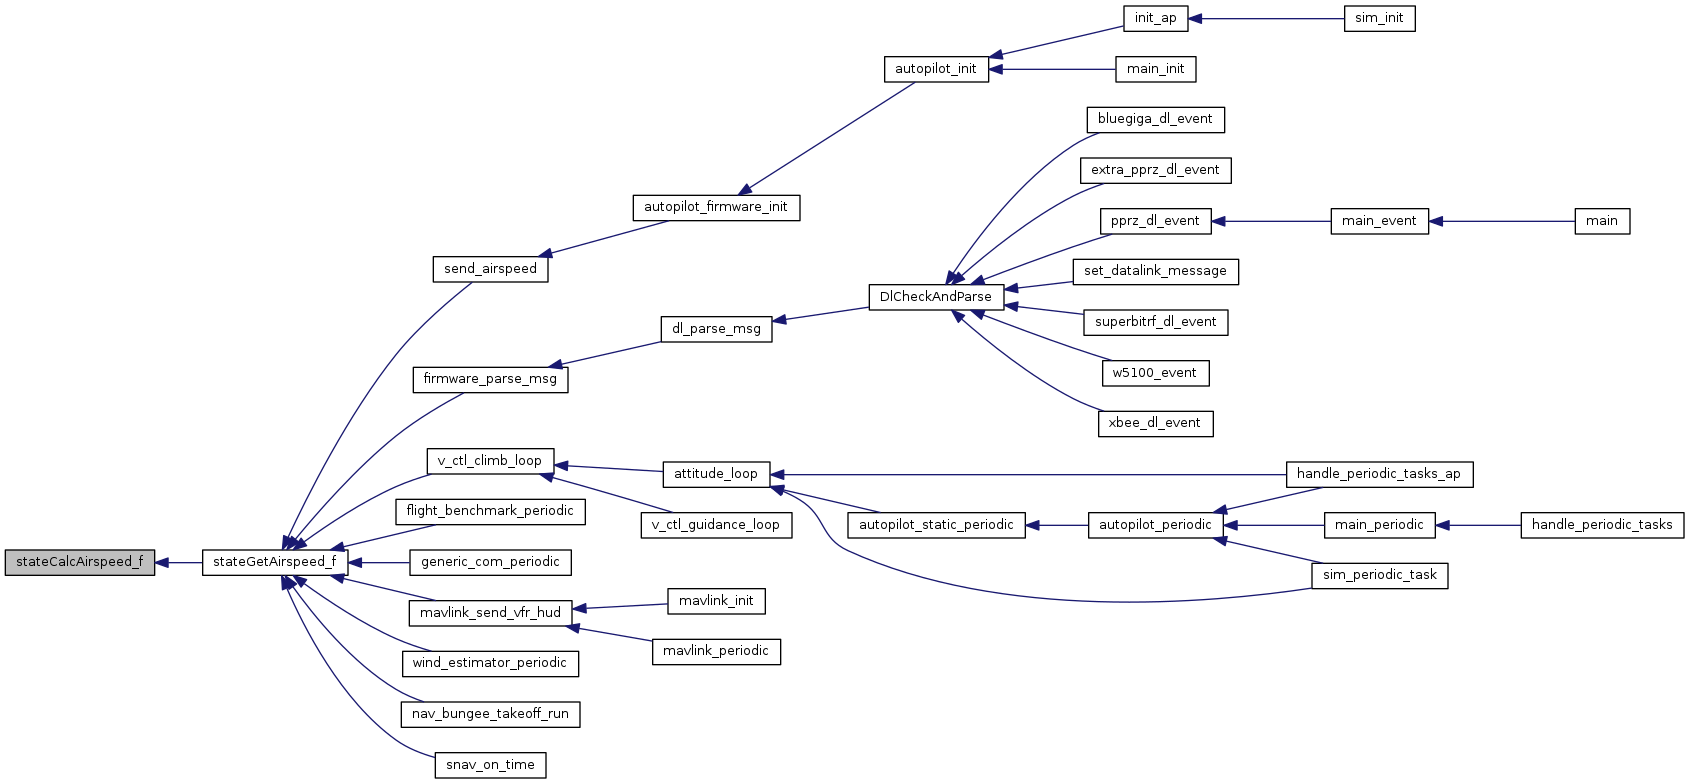 init_ap
sim_init
autopilot_init
main_init
bluegiga_dl_event
extra_pprz_dl_event
autopilot_firmware_init
pprz_dl_event
main_event
main
send_airspeed
set_datalink_message
DlCheckAndParse
dl_parse_msg
superbitrf_dl_event
firmware_parse_msg
w5100_event
xbee_dl_event
v_ctl_climb_loop
attitude_loop
handle_periodic_tasks_ap
flight_benchmark_periodic
v_ctl_guidance_loop
autopilot_static_periodic
autopilot_periodic
main_periodic
handle_periodic_tasks
stateCalcAirspeed_f
stateGetAirspeed_f
generic_com_periodic
sim_periodic_task
mavlink_send_vfr_hud
mavlink_init
mavlink_periodic
wind_estimator_periodic
nav_bungee_takeoff_run
snav_on_time